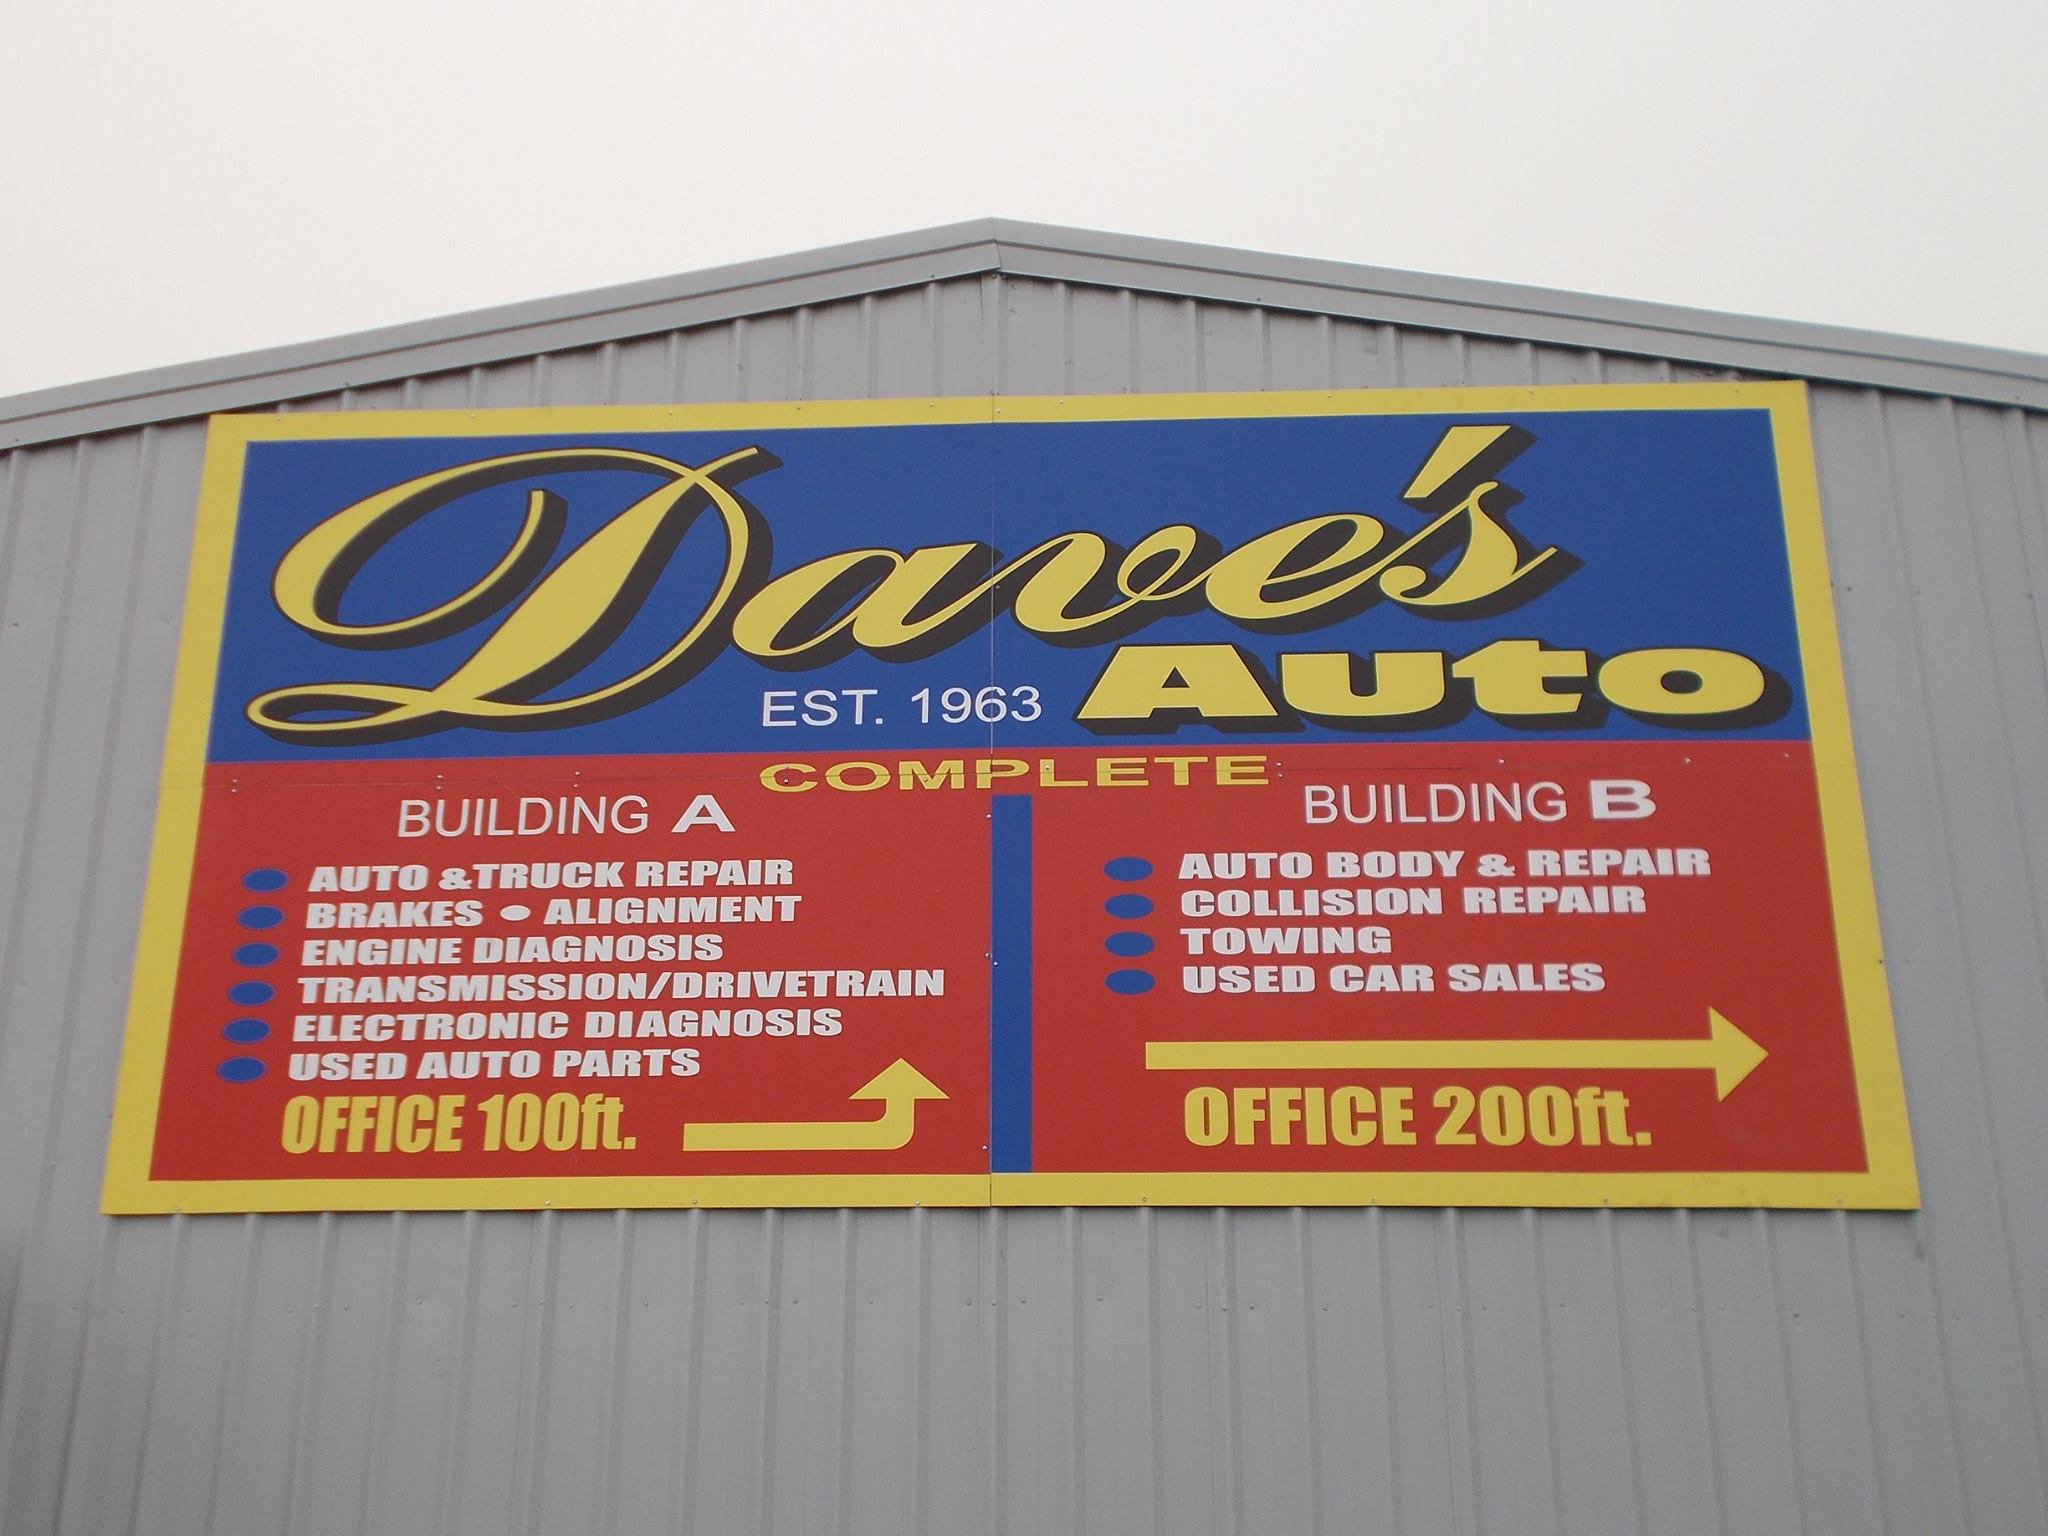 Dave's
Auto
EST. 1963
COMPLETE
BUILDING A
AUTO &TRUCK REPAIR
BRAKES • ALIGNMENT
ENGINE DIAGNOSIS
TRANSMISSION/DRIVETRAIN
ELECTRONIC DIAGNOSIS
USED AUTO PARTS
OFFICE 100ft.
BUILDING B
AUTO BODY & REPAIR
COLLISION REPAIR
TOWING
USED CAR SALES
OFFICE 200ft.